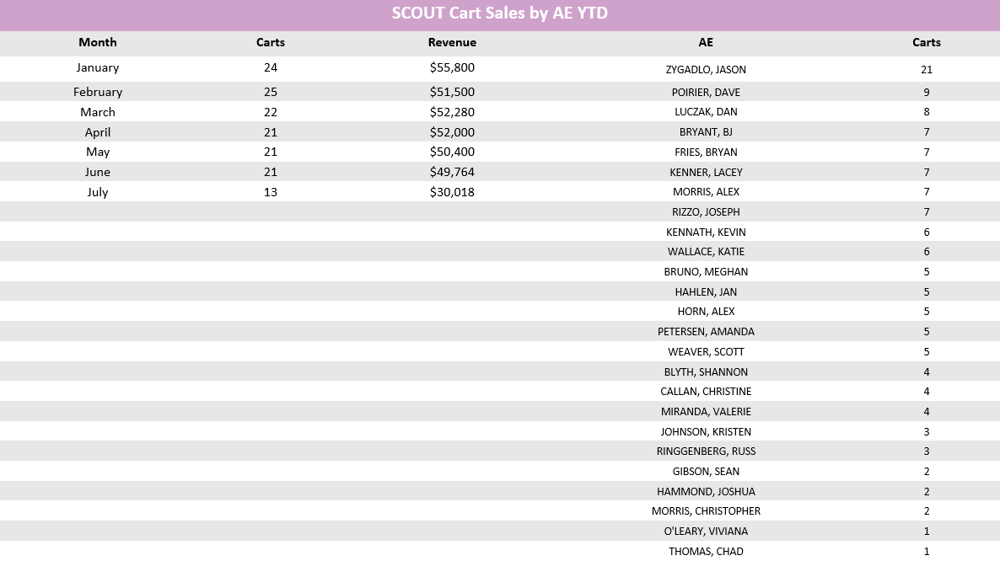 SCOUT Cart Sales by AE YTD
Month Carts Revenue AE Carts
January 24 $55,800 ZYGADLO, JASON 21
February 25 $51,500 POIRIER, DAVE 9
March 22 $52,280 LUCZAK, DAN 8
April 21 $52,000 BRYANT, BJ 7
May 21 $50,400 FRIES, BRYAN 7
June 21 $49,764 KENNER, LACEY 7
July 13 $30,018 MORRIS, ALEX 7
RIZZO, JOSEPH 7
KENNATH, KEVIN 6
WALLACE, KATIE 6
BRUNO, MEGHAN 5
HAHLEN, JAN 5
HORN, ALEX 5
PETERSEN, AMANDA 5
WEAVER, SCOTT 5
BLYTH, SHANNON 4
CALLAN, CHRISTINE 4
MIRANDA, VALERIE 4
JOHNSON, KRISTEN 3
RINGGENBERG, RUSS 3
GIBSON, SEAN 2
HAMMOND, JOSHUA 2
MORRIS, CHRISTOPHER 2
O'LEARY, VIVIANA 1
THOMAS, CHAD 1